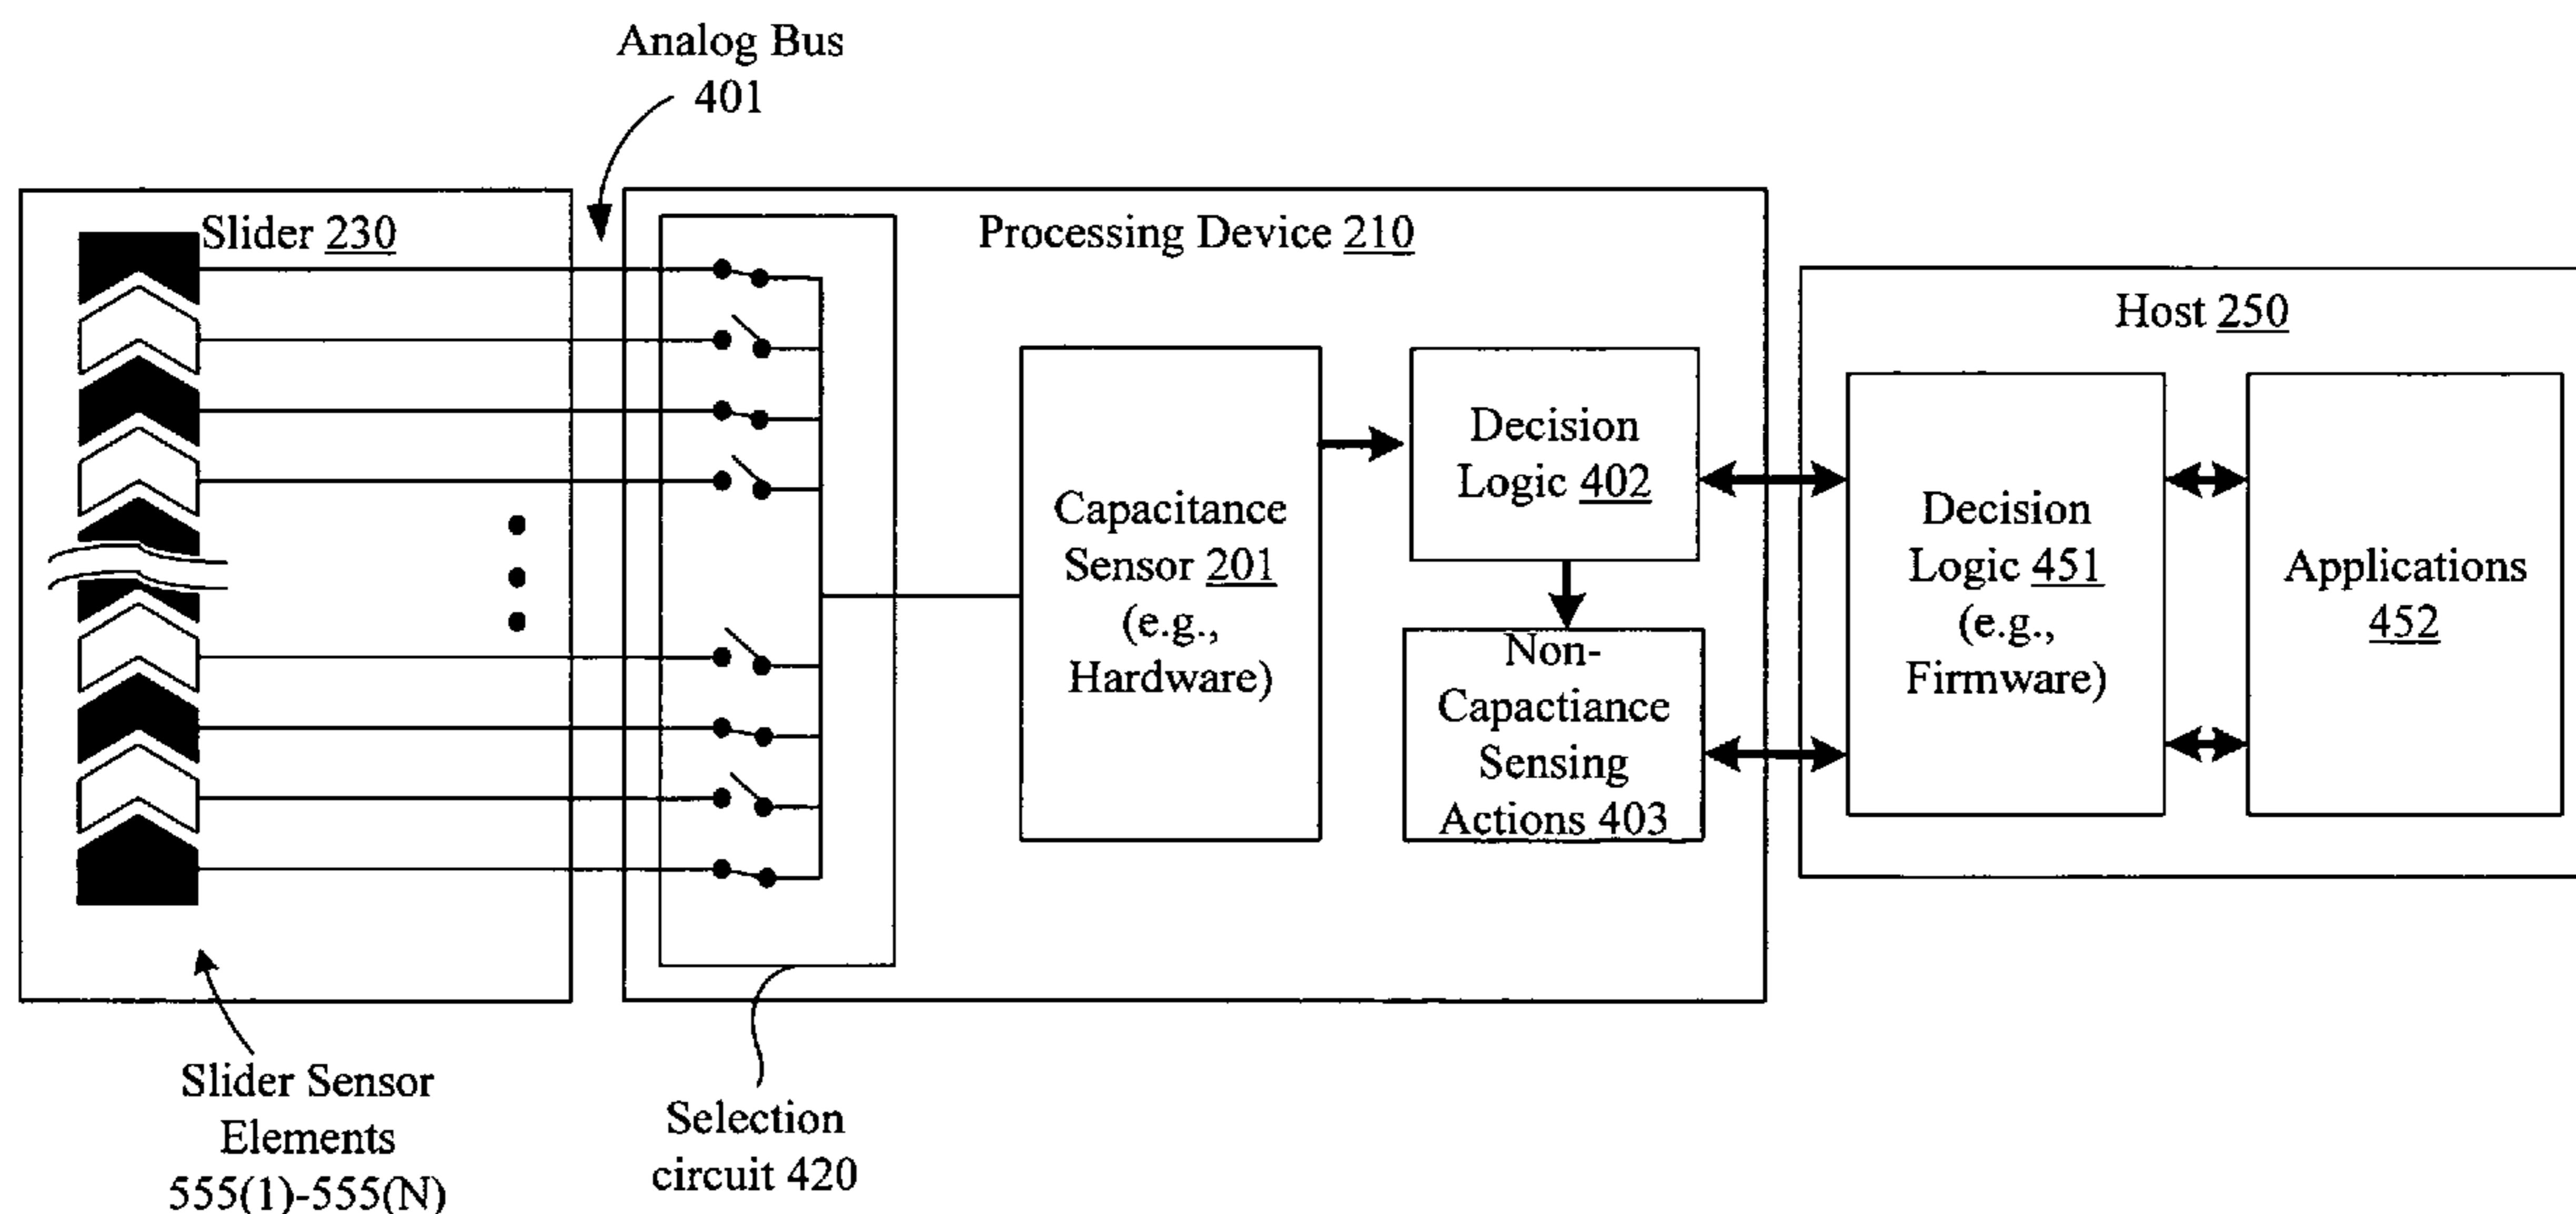 Analog Bus
401
Slider 230
Processing Device 210
Host 250
Capacitance
Sensor 201
(e.g.,
Hardware)
Decision
Logic 402
Non-
Capactiance
Sensing
Actions 403
Decision
Logic 451
(e.g.,
Firmware)
Applications
452
Slider Sensor
Elements
555(1)-555(N)
Selection
circuit 420